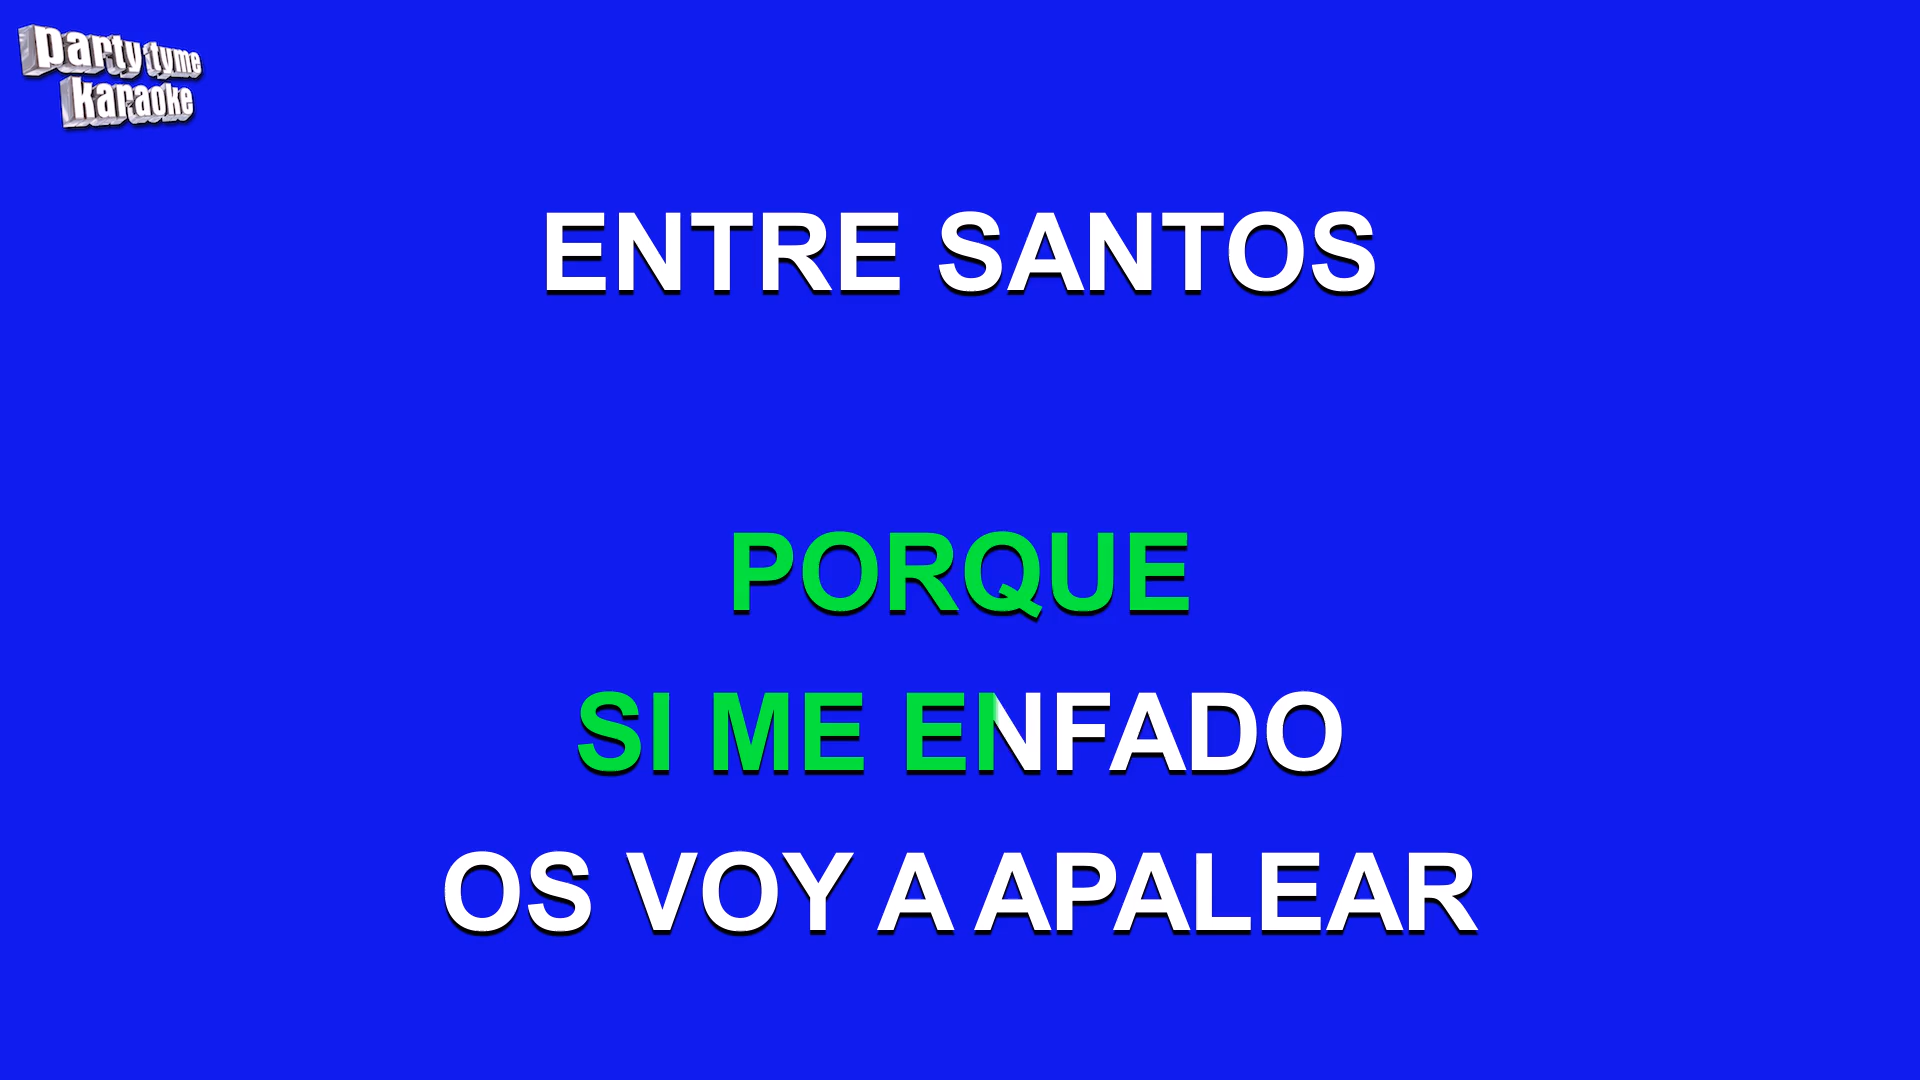 party tyme
karaoke
ENTRE SANTOS
PORQUE
SI ME ENFADO
OS VOY A APALEAR